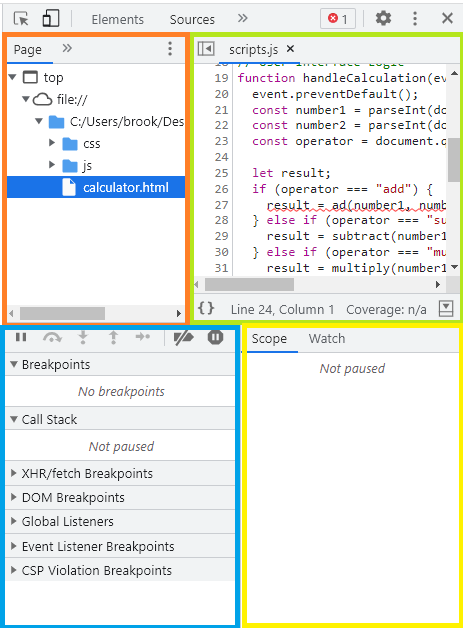 Elements Sources » 1
Page »
top
file://
C:/Users/brook/Des
css
js
calculator.html
scripts.js ×
18 // User Interface Logic
19 function handleCalculation(ev
20 event.preventDefault();
21 const number1 = parseInt(doc
22 const number2 = parseInt(doc
23 const operator = document.q
24
25 let result;
26 if (operator === "add") {
27 result = ad(number1, numb
28 } else if (operator === "su
29 result = subtract(number1
30 } else if (operator === "mu
31 result = multiply(number1
{} Line 24, Column 1 Coverage: n/a
Breakpoints
No breakpoints
Call Stack
Not paused
XHR/fetch Breakpoints
DOM Breakpoints
Global Listeners
Event Listener Breakpoints
CSP Violation Breakpoints
Scope Watch
Not paused